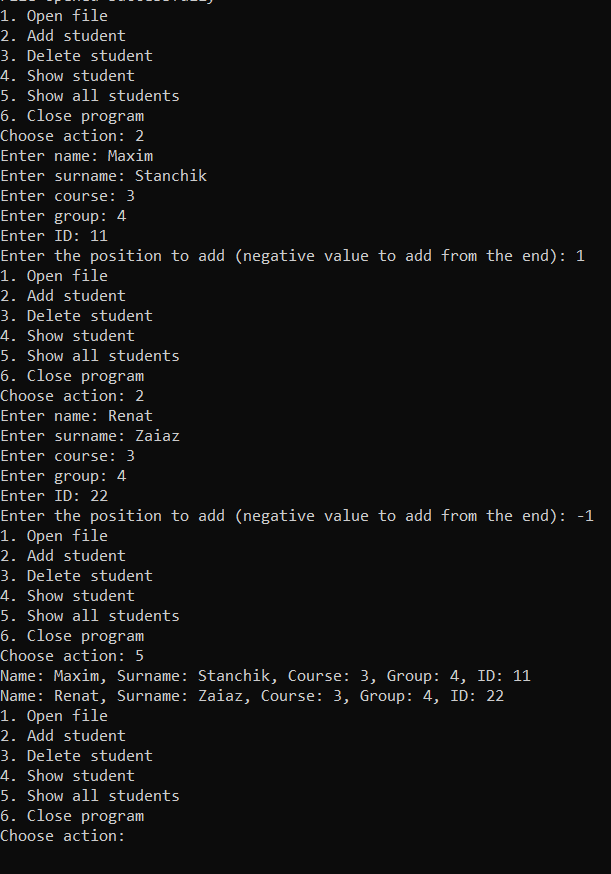 File opened successfully
1. Open file
2. Add student
3. Delete student
4. Show student
5. Show all students
6. Close program
Choose action: 2
Enter name: Maxim
Enter surname: Stanchik
Enter course: 3
Enter group: 4
Enter ID: 11
Enter the position to add (negative value to add from the end): 1
1. Open file
2. Add student
3. Delete student
4. Show student
5. Show all students
6. Close program
Choose action: 2
Enter name: Renat
Enter surname: Zaiaz
Enter course: 3
Enter group: 4
Enter ID: 22
Enter the position to add (negative value to add from the end): -1
1. Open file
2. Add student
3. Delete student
4. Show student
5. Show all students
6. Close program
Choose action: 5
Name: Maxim, Surname: Stanchik, Course: 3, Group: 4, ID: 11
Name: Renat, Surname: Zaiaz, Course: 3, Group: 4, ID: 22
1. Open file
2. Add student
3. Delete student
4. Show student
5. Show all students
6. Close program
Choose action: